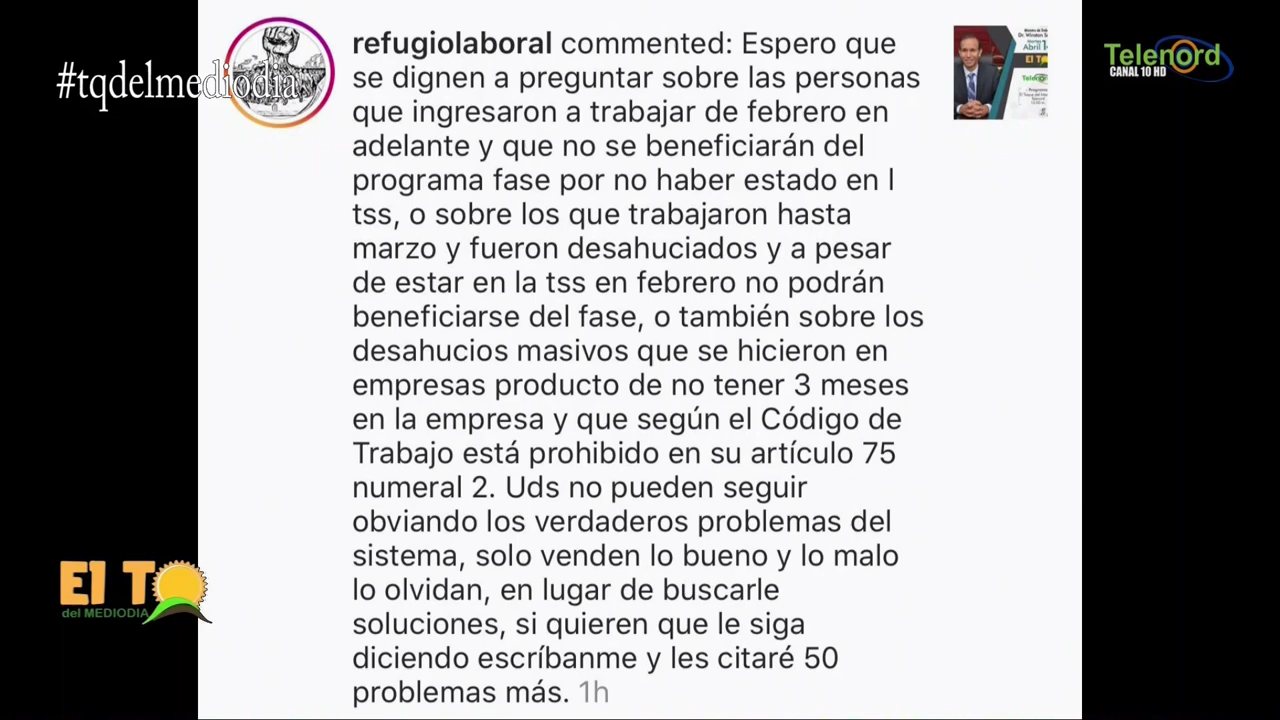 refugiolaboral commented: Espero que
se dignen a preguntar sobre las personas
que ingresaron a trabajar de febrero en
adelante y que no se beneficiarán del
programa fase por no haber estado en l
tss, o sobre los que trabajaron hasta
marzo y fueron desahuciados y a pesar
de estar en la tss en febrero no podrán
beneficiarse del fase, o también sobre los
desahucios masivos que se hicieron en
empresas producto de no tener 3 meses
en la empresa y que según el Código de
Trabajo está prohibido en su artículo 75
numeral 2. Uds no pueden seguir
obviando los verdaderos problemas del
sistema, solo venden lo bueno y lo malo
lo olvidan, en lugar de buscarle
soluciones, si quieren que le siga
diciendo escríbanme y les citaré 50
problemas más. 1h
#tqdelmediodia
Telenord
CANAL 10 HD
Abril
El T
del MEDIODIA